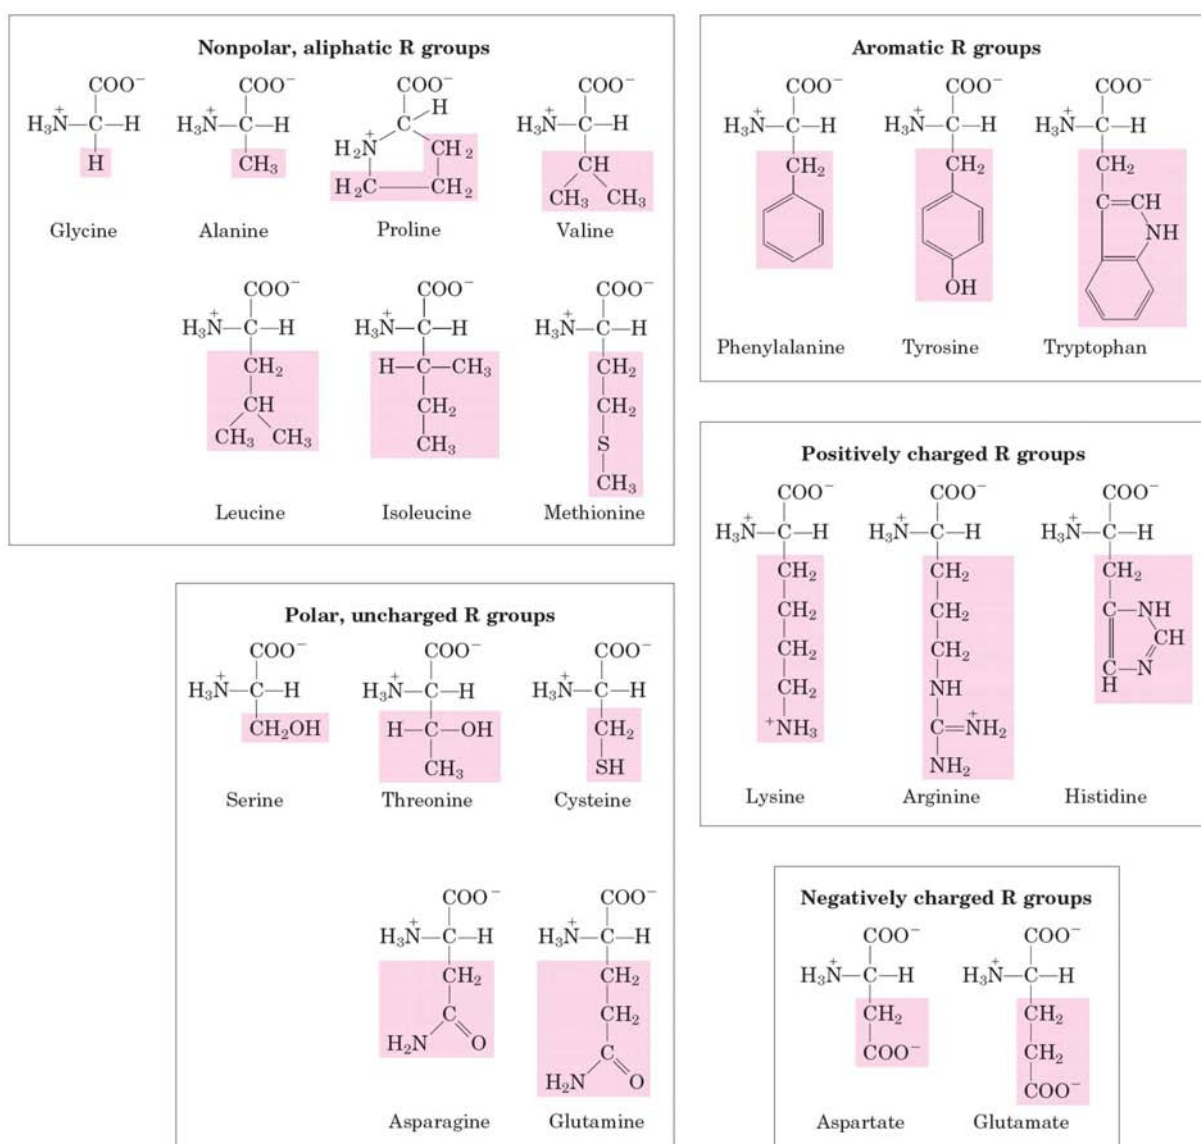 Nonpolar, aliphatic R groups
COO⁻ COO⁻ COO⁻ COO⁻
H₃N⁺—C—H H₃N⁺—C—H H₂N⁺ C H H₃N⁺—C—H
H CH₃ CH₂ CH
H₂C CH₂ CH₃ CH₃
Glycine Alanine Proline Valine
COO⁻ COO⁻ COO⁻
H₃N⁺—C—H H₃N⁺—C—H H₃N⁺—C—H
CH₂ H—C—CH₃ CH₂
CH CH₂ CH₂
CH₃ CH₃ CH₃ S
CH₃
Leucine Isoleucine Methionine
Aromatic R groups
COO⁻ COO⁻ COO⁻
H₃N⁺—C—H H₃N⁺—C—H H₃N⁺—C—H
CH₂ CH₂ CH₂
C=CH
NH
OH
Phenylalanine Tyrosine Tryptophan
Positively charged R groups
COO⁻ COO⁻ COO⁻
H₃N⁺—C—H H₃N⁺—C—H H₃N⁺—C—H
CH₂ CH₂ CH₂
CH₂ CH₂ C—NH
CH₂ CH₂ CH
CH₂ NH C—N
H
⁺NH₃ C=N⁺H₂
NH₂
Lysine Arginine Histidine
Polar, uncharged R groups
COO⁻ COO⁻ COO⁻
H₃N⁺—C—H H₃N⁺—C—H H₃N⁺—C—H
CH₂OH H—C—OH CH₂
CH₃ SH
Serine Threonine Cysteine
COO⁻ COO⁻
H₃N⁺—C—H H₃N⁺—C—H
CH₂ CH₂
C CH₂
H₂N O C
H₂N O
Asparagine Glutamine
Negatively charged R groups
COO⁻ COO⁻
H₃N⁺—C—H H₃N⁺—C—H
CH₂ CH₂
COO⁻ CH₂
COO⁻
Aspartate Glutamate